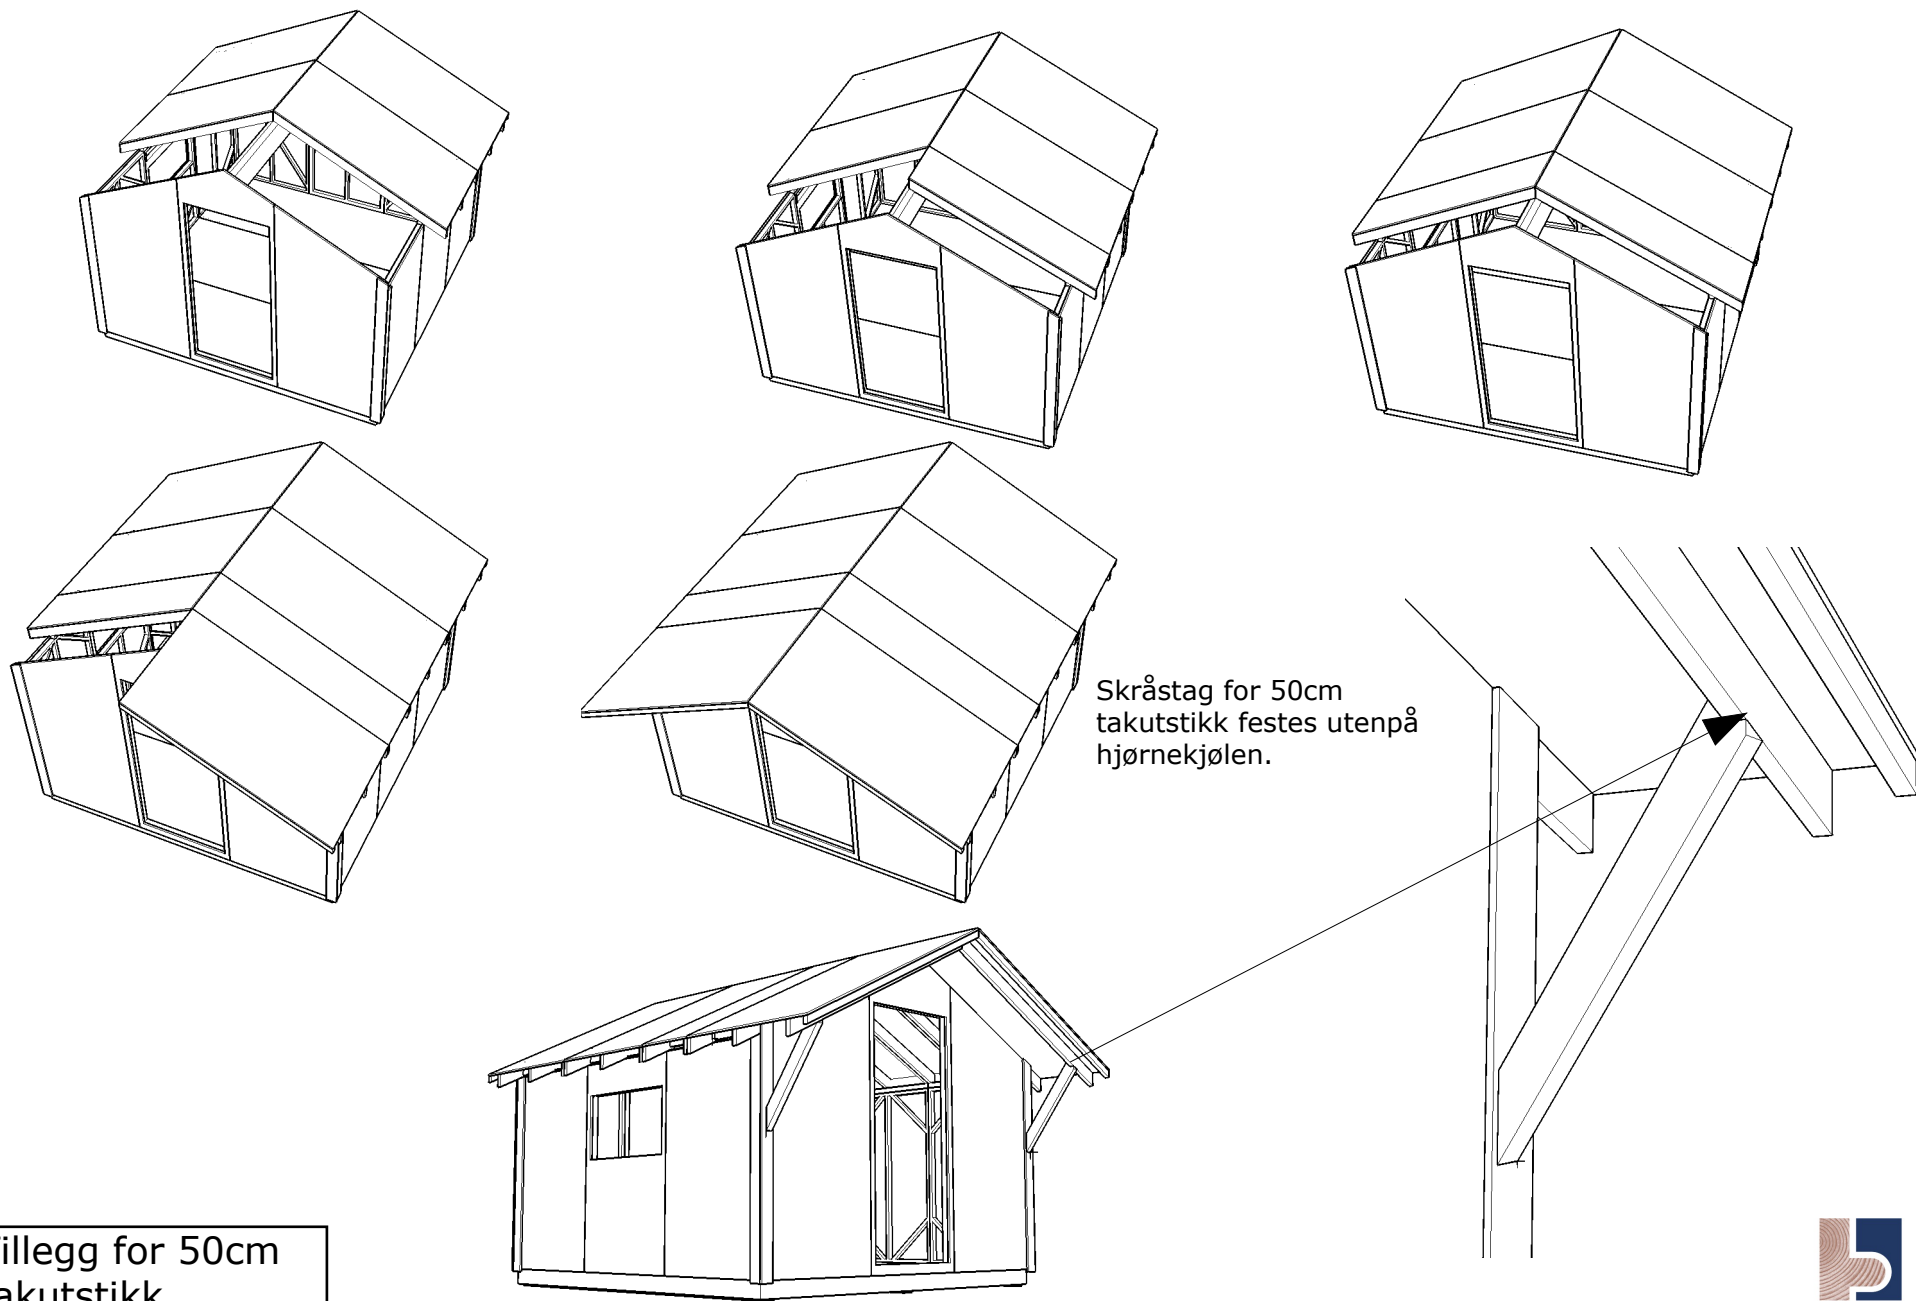 Skråstag for 50cm
takutstikk festes utenpå
hjørnekjølen.
illegg for 50cm
akutstikk